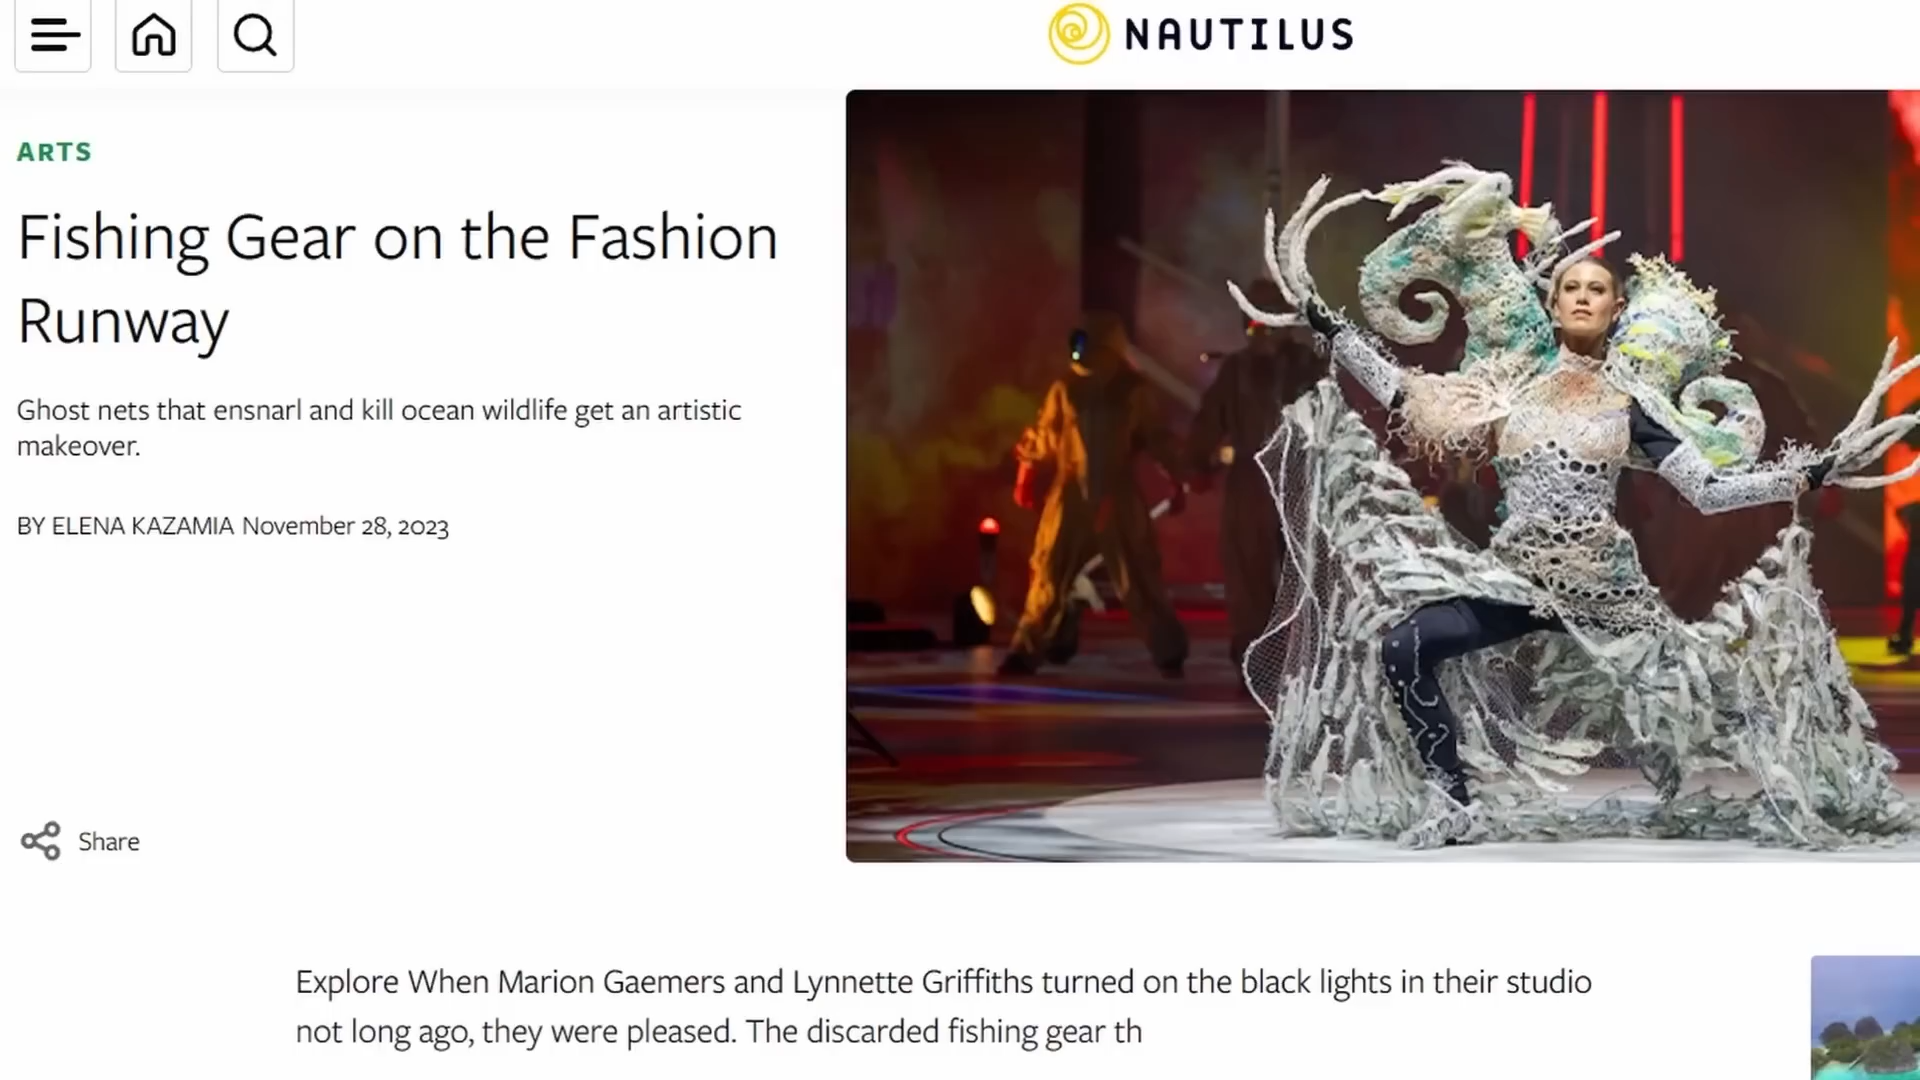 NAUTILUS
ARTS
Fishing Gear on the Fashion
Runway
Ghost nets that ensnarl and kill ocean wildlife get an artistic
makeover.
BY ELENA KAZAMIA November 28, 2023
Share
Explore When Marion Gaemers and Lynnette Griffiths turned on the black lights in their studio
not long ago, they were pleased. The discarded fishing gear th